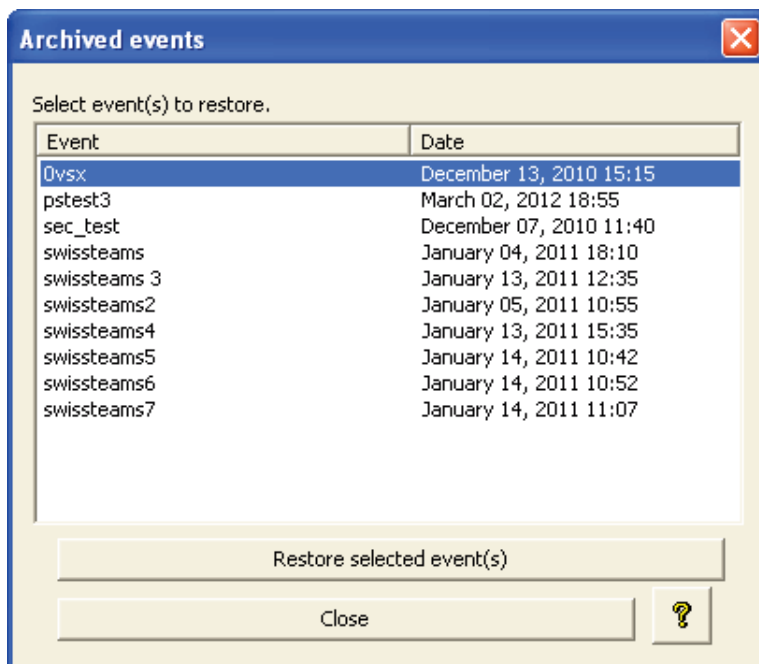 Archived events
Select event(s) to restore.
Event Date
0vsx December 13, 2010 15:15
pstest3 March 02, 2012 18:55
sec_test December 07, 2010 11:40
swissteams January 04, 2011 18:10
swissteams 3 January 13, 2011 12:35
swissteams2 January 05, 2011 10:55
swissteams4 January 13, 2011 15:35
swissteams5 January 14, 2011 10:42
swissteams6 January 14, 2011 10:52
swissteams7 January 14, 2011 11:07
Restore selected event(s)
Close ?